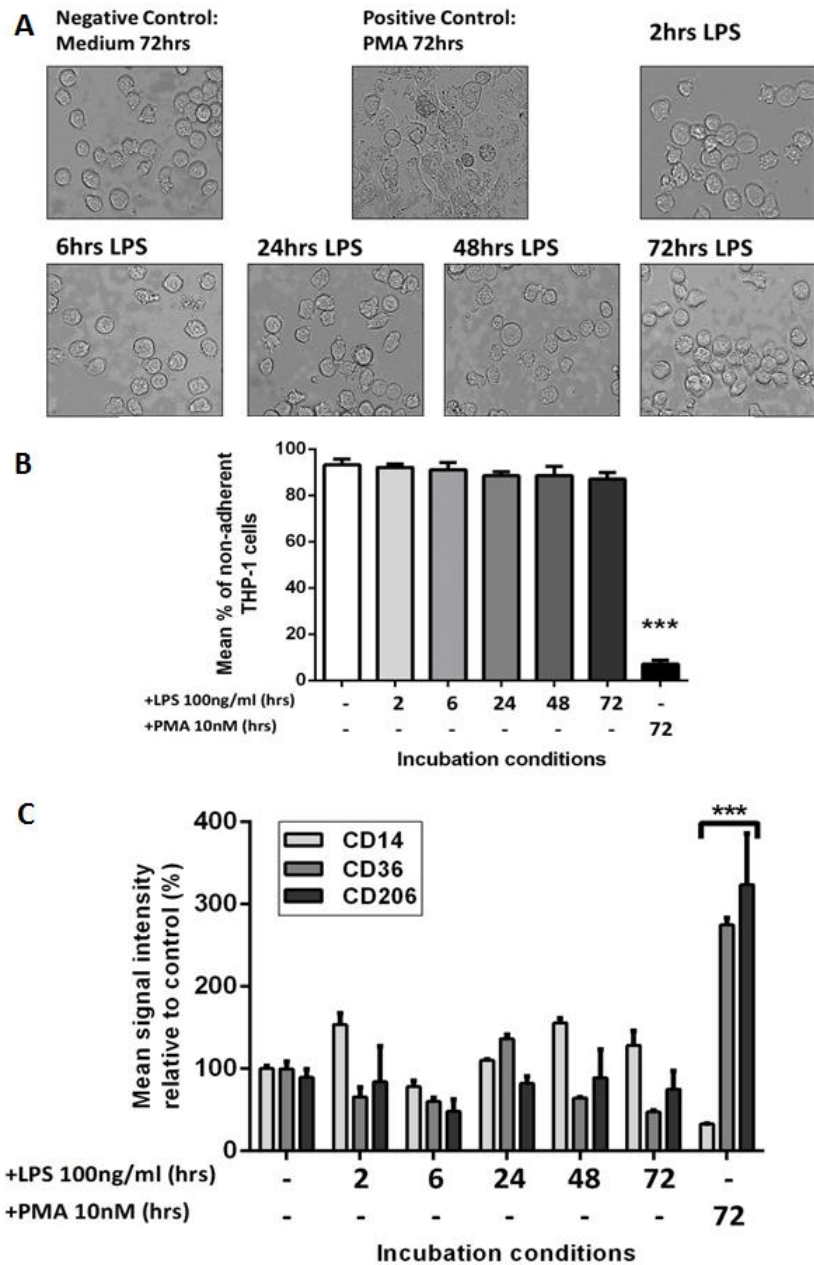 A
Negative Control:
Medium 72hrs
Positive Control:
PMA 72hrs
2hrs LPS
6hrs LPS
24hrs LPS
48hrs LPS
72hrs LPS
B
Mean % of non-adherent
THP-1 cells
100
80
60
40
20
0
***
+LPS 100ng/ml (hrs) - 2 6 24 48 72 -
+PMA 10nM (hrs) - - - - - - 72
Incubation conditions
C
Mean signal intensity
relative to control (%)
400
300
200
100
0
CD14
CD36
CD206
***
+LPS 100ng/ml (hrs) - 2 6 24 48 72 -
+PMA 10nM (hrs) - - - - - - 72
Incubation conditions